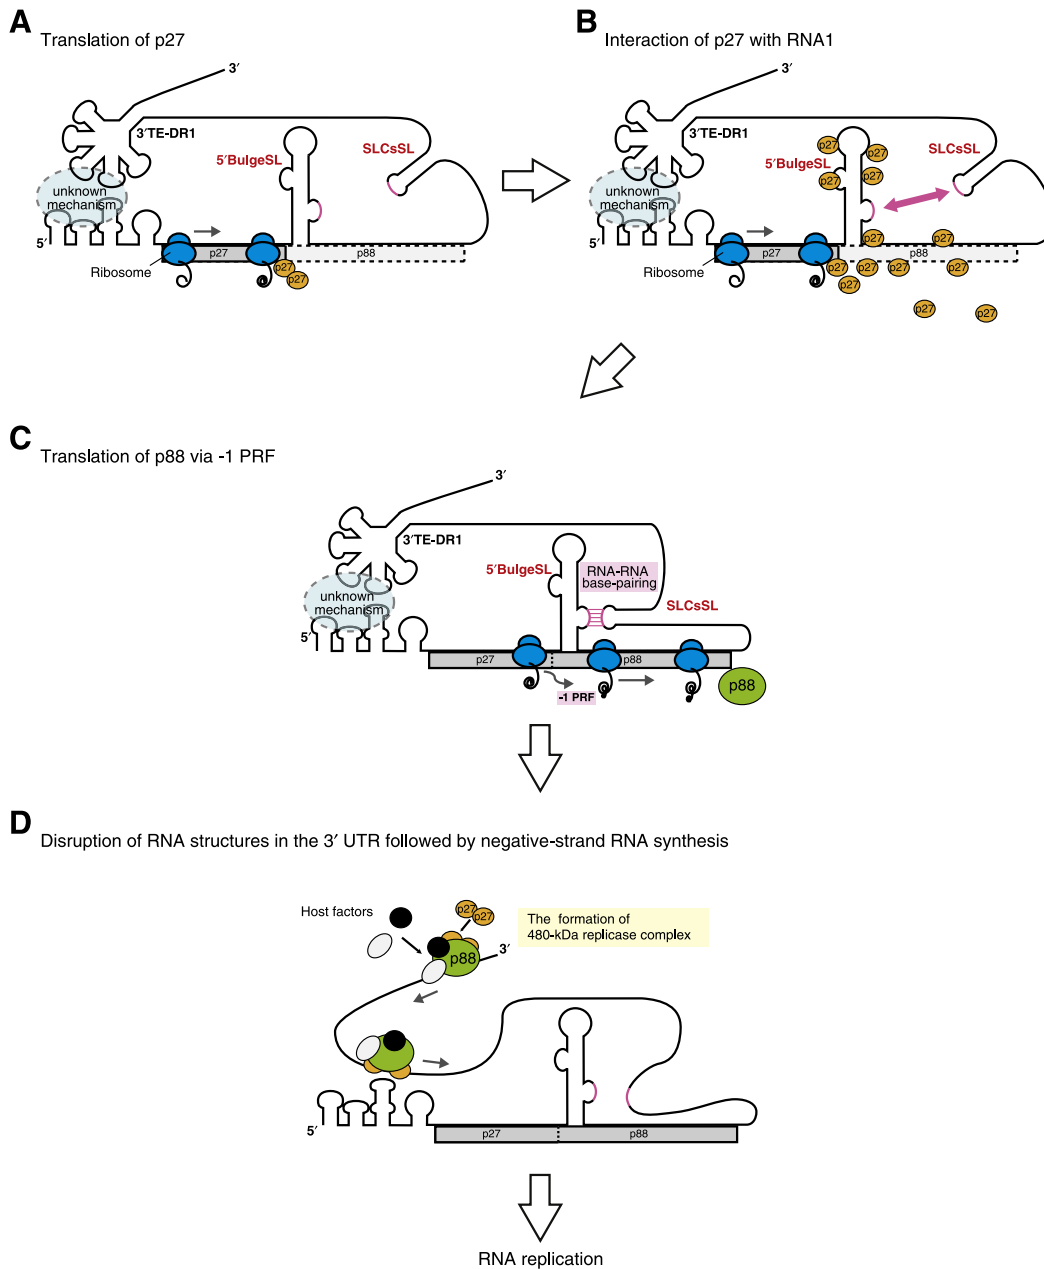 A
Translation of p27
3′
3′TE-DR1
5′BulgeSL
SLCsSL
unknown
mechanism
5′
p27
p88
Ribosome
p27
p27
B
Interaction of p27 with RNA1
3′
3′TE-DR1
p27
p27
5′BulgeSL
SLCsSL
p27
p27
unknown
mechanism
5′
p27
p27
p27
p88
Ribosome
p27
p27
p27
p27
p27
p27
p27
C
Translation of p88 via -1 PRF
3′
3′TE-DR1
5′BulgeSL
RNA-RNA
base-pairing
SLCsSL
unknown
mechanism
5′
p27
p88
-1 PRF
p88
D
Disruption of RNA structures in the 3′ UTR followed by negative-strand RNA synthesis
Host factors
p27
p27
The formation of
480-kDa replicase complex
p88
3′
5′
p27
p88
RNA replication